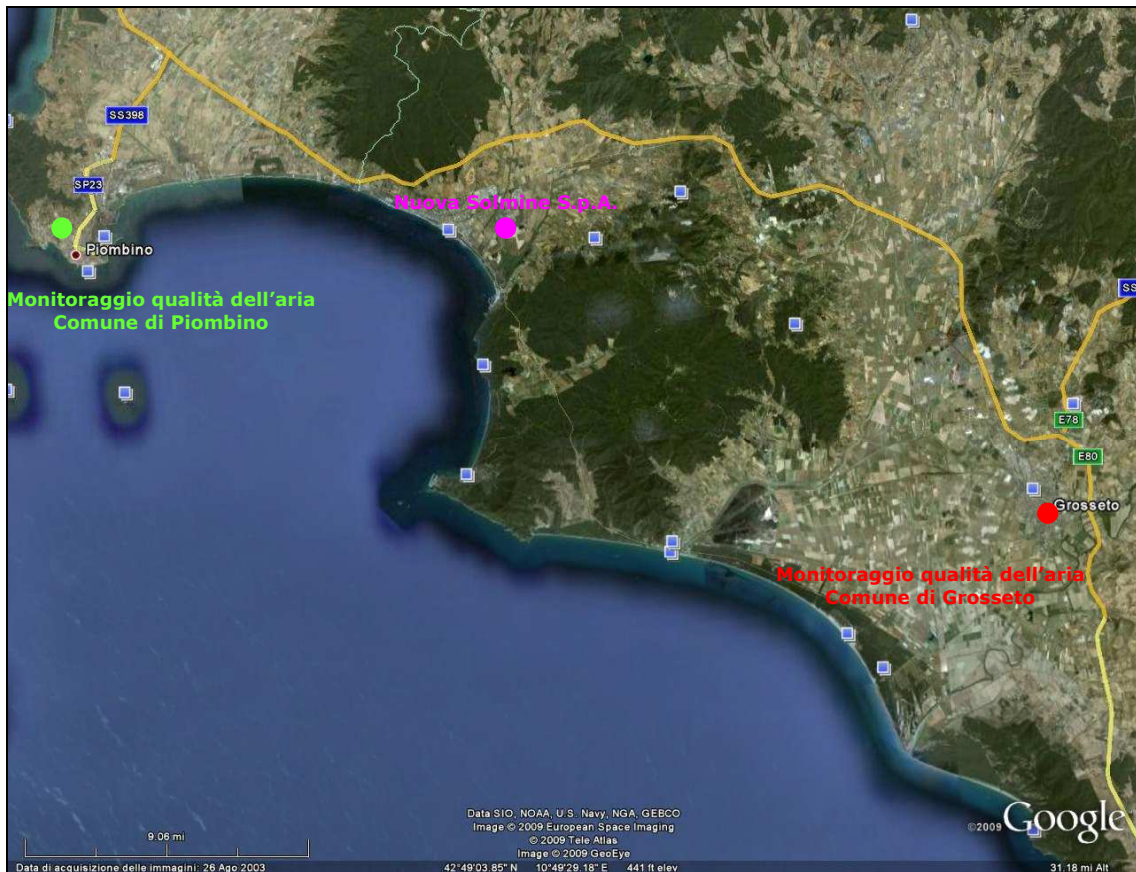 SS398
SP23
Nuova Solmine S.p.A.
Piombino
Monitoraggio qualità dell'aria
Comune di Piombino
SS
E78
E80
Grosseto
Monitoraggio qualità dell'aria
Comune di Grosseto
Data SIO, NOAA, U.S. Navy, NGA, GEBCO
Image © 2009 European Space Imaging
© 2009 Tele Atlas
Image © 2009 GeoEye
©2009 Google
9.06 mi
Data di acquisizione delle immagini: 26 Ago 2003
42°49'03.85" N 10°49'29.18" E 441 ft elev
31.18 mi Alt